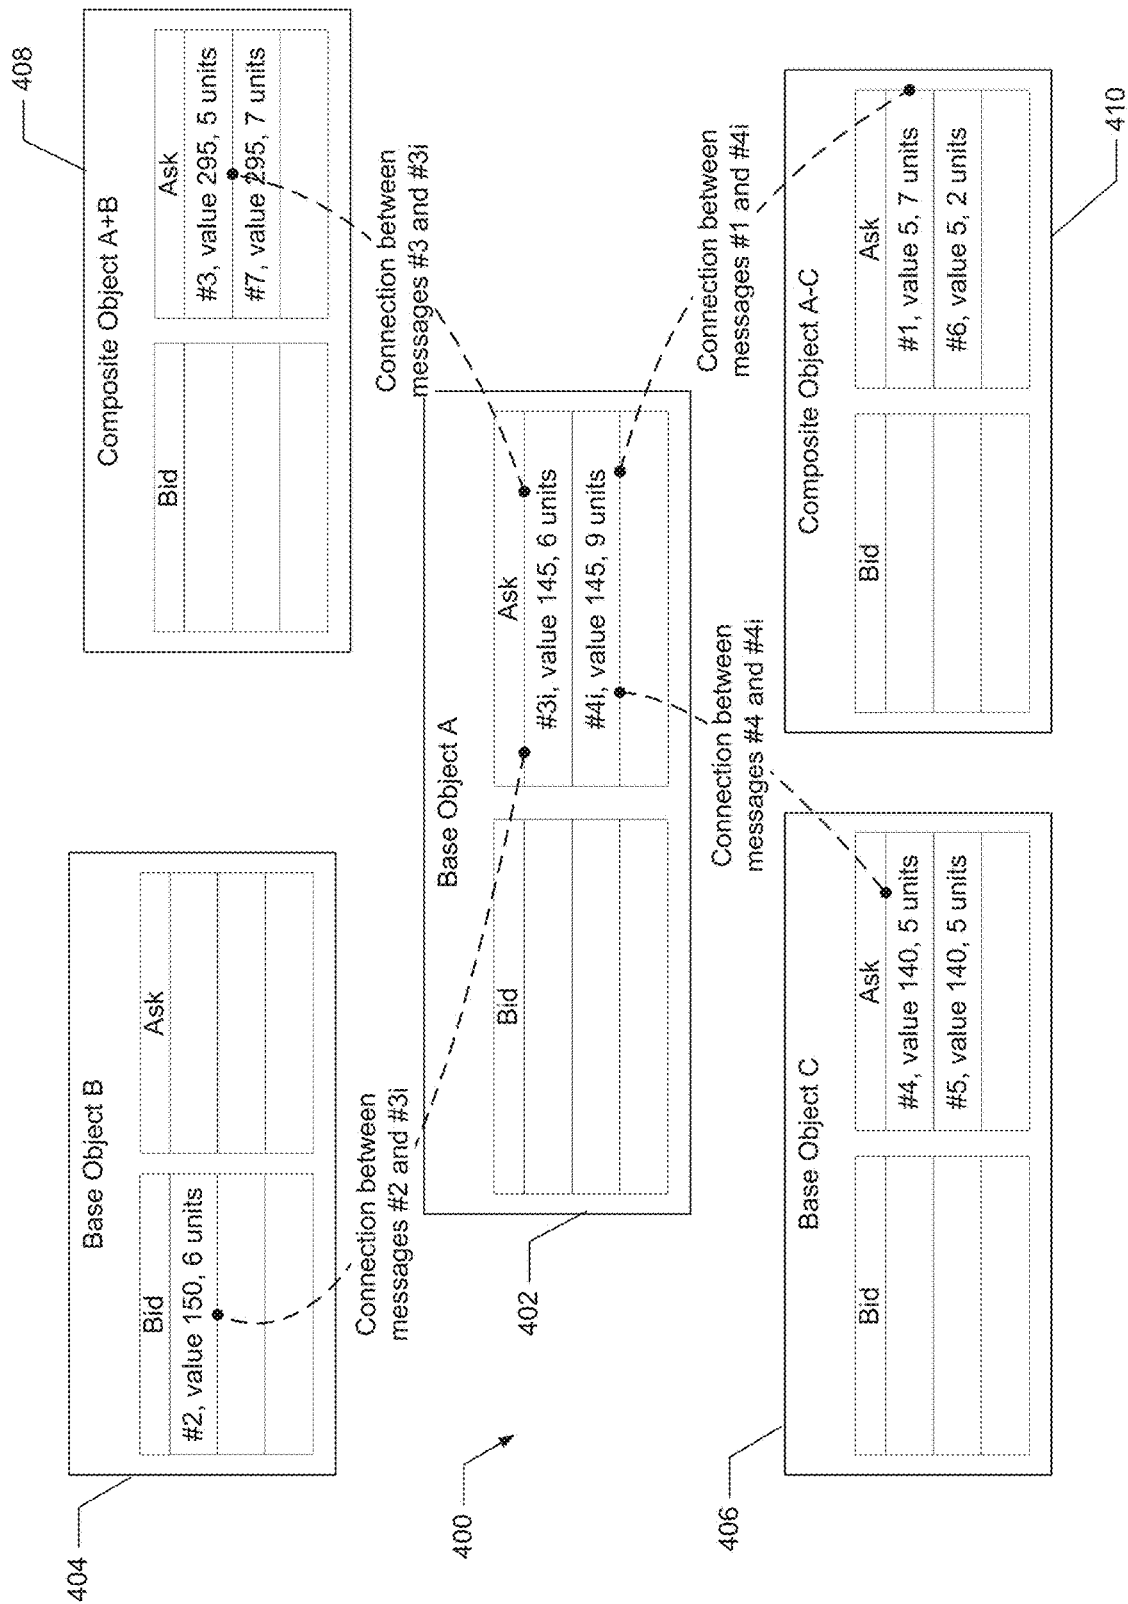 404
Base Object B
Bid
#2, value 150, 6 units
Ask
408
Composite Object A+B
Bid
Ask
#3, value 295, 5 units
#7, value 295, 7 units
Connection between
messages #2 and #3i
Connection between
messages #3 and #3i
400
402
Base Object A
Bid
Ask
#3i, value 145, 6 units
#4i, value 145, 9 units
Connection between
messages #4 and #4i
Connection between
messages #1 and #4i
406
Base Object C
Bid
Ask
#4, value 140, 5 units
#5, value 140, 5 units
Composite Object A-C
Bid
Ask
#1, value 5, 7 units
#6, value 5, 2 units
410